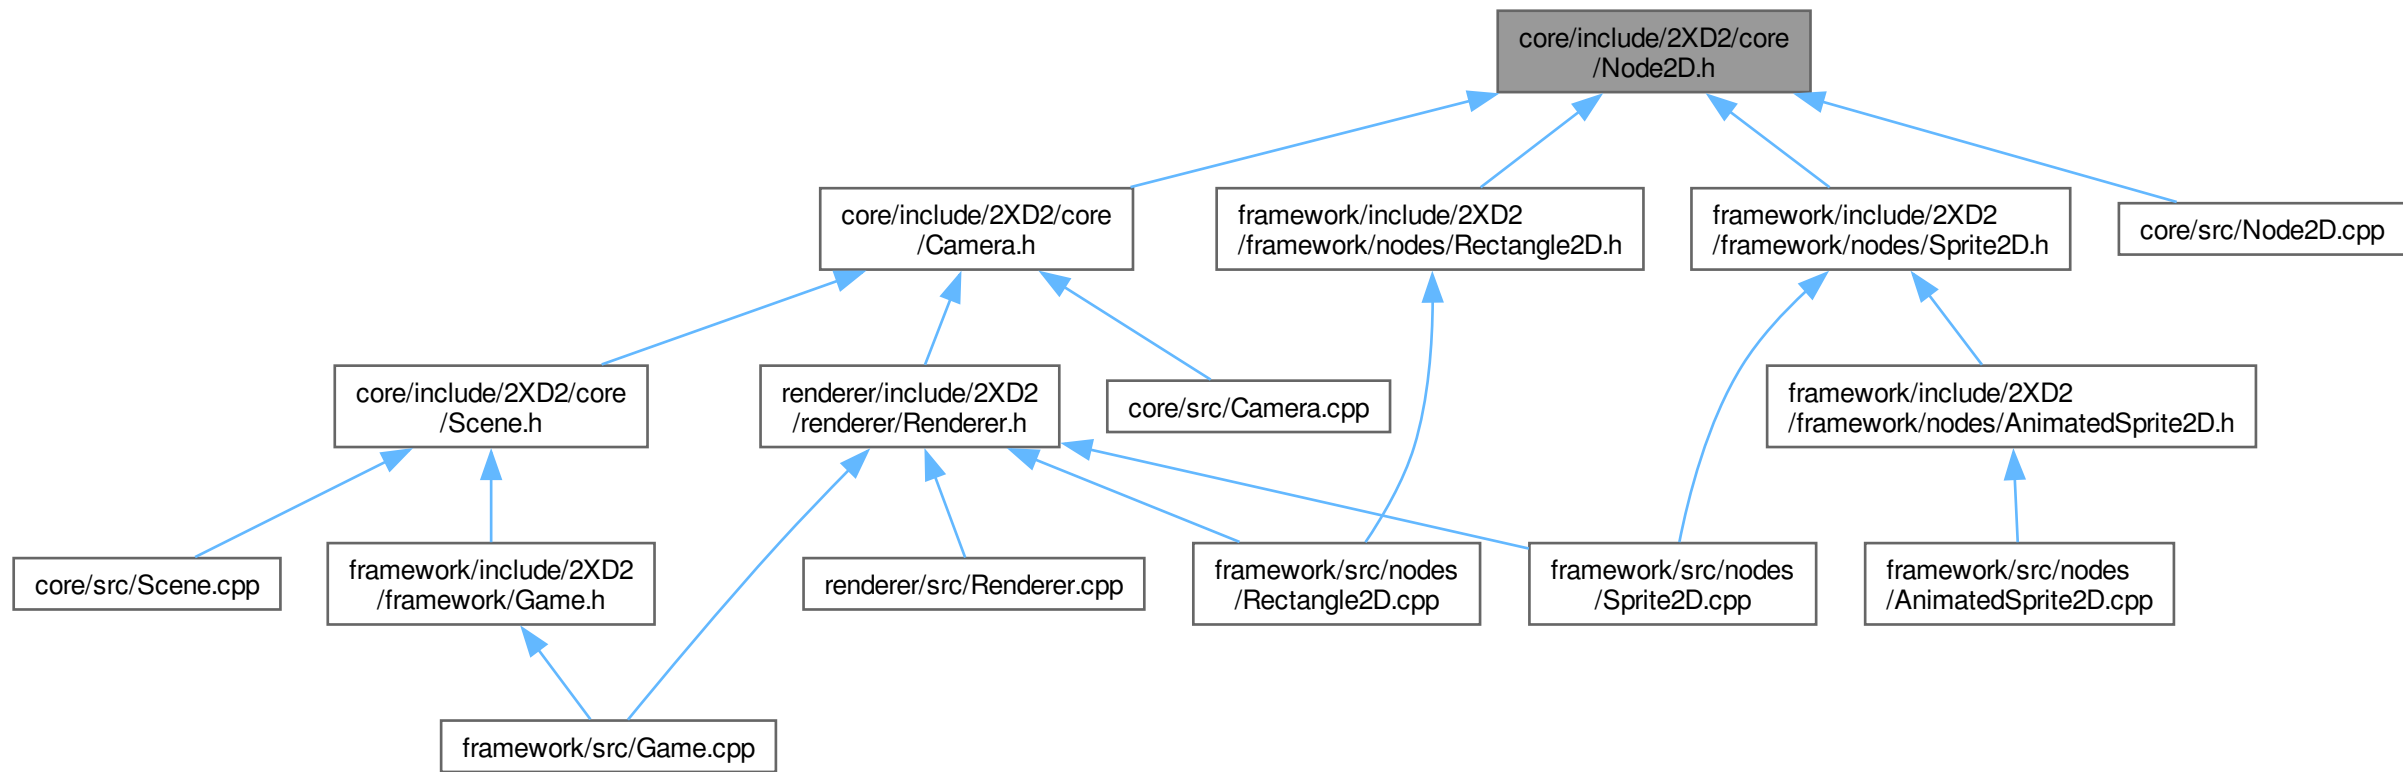 core/include/2XD2/core
/Node2D.h
core/include/2XD2/core
/Camera.h
framework/include/2XD2
/framework/nodes/Rectangle2D.h
framework/include/2XD2
/framework/nodes/Sprite2D.h
core/src/Node2D.cpp
core/include/2XD2/core
/Scene.h
renderer/include/2XD2
/renderer/Renderer.h
core/src/Camera.cpp
framework/include/2XD2
/framework/nodes/AnimatedSprite2D.h
core/src/Scene.cpp
framework/include/2XD2
/framework/Game.h
renderer/src/Renderer.cpp
framework/src/nodes
/Rectangle2D.cpp
framework/src/nodes
/Sprite2D.cpp
framework/src/nodes
/AnimatedSprite2D.cpp
framework/src/Game.cpp